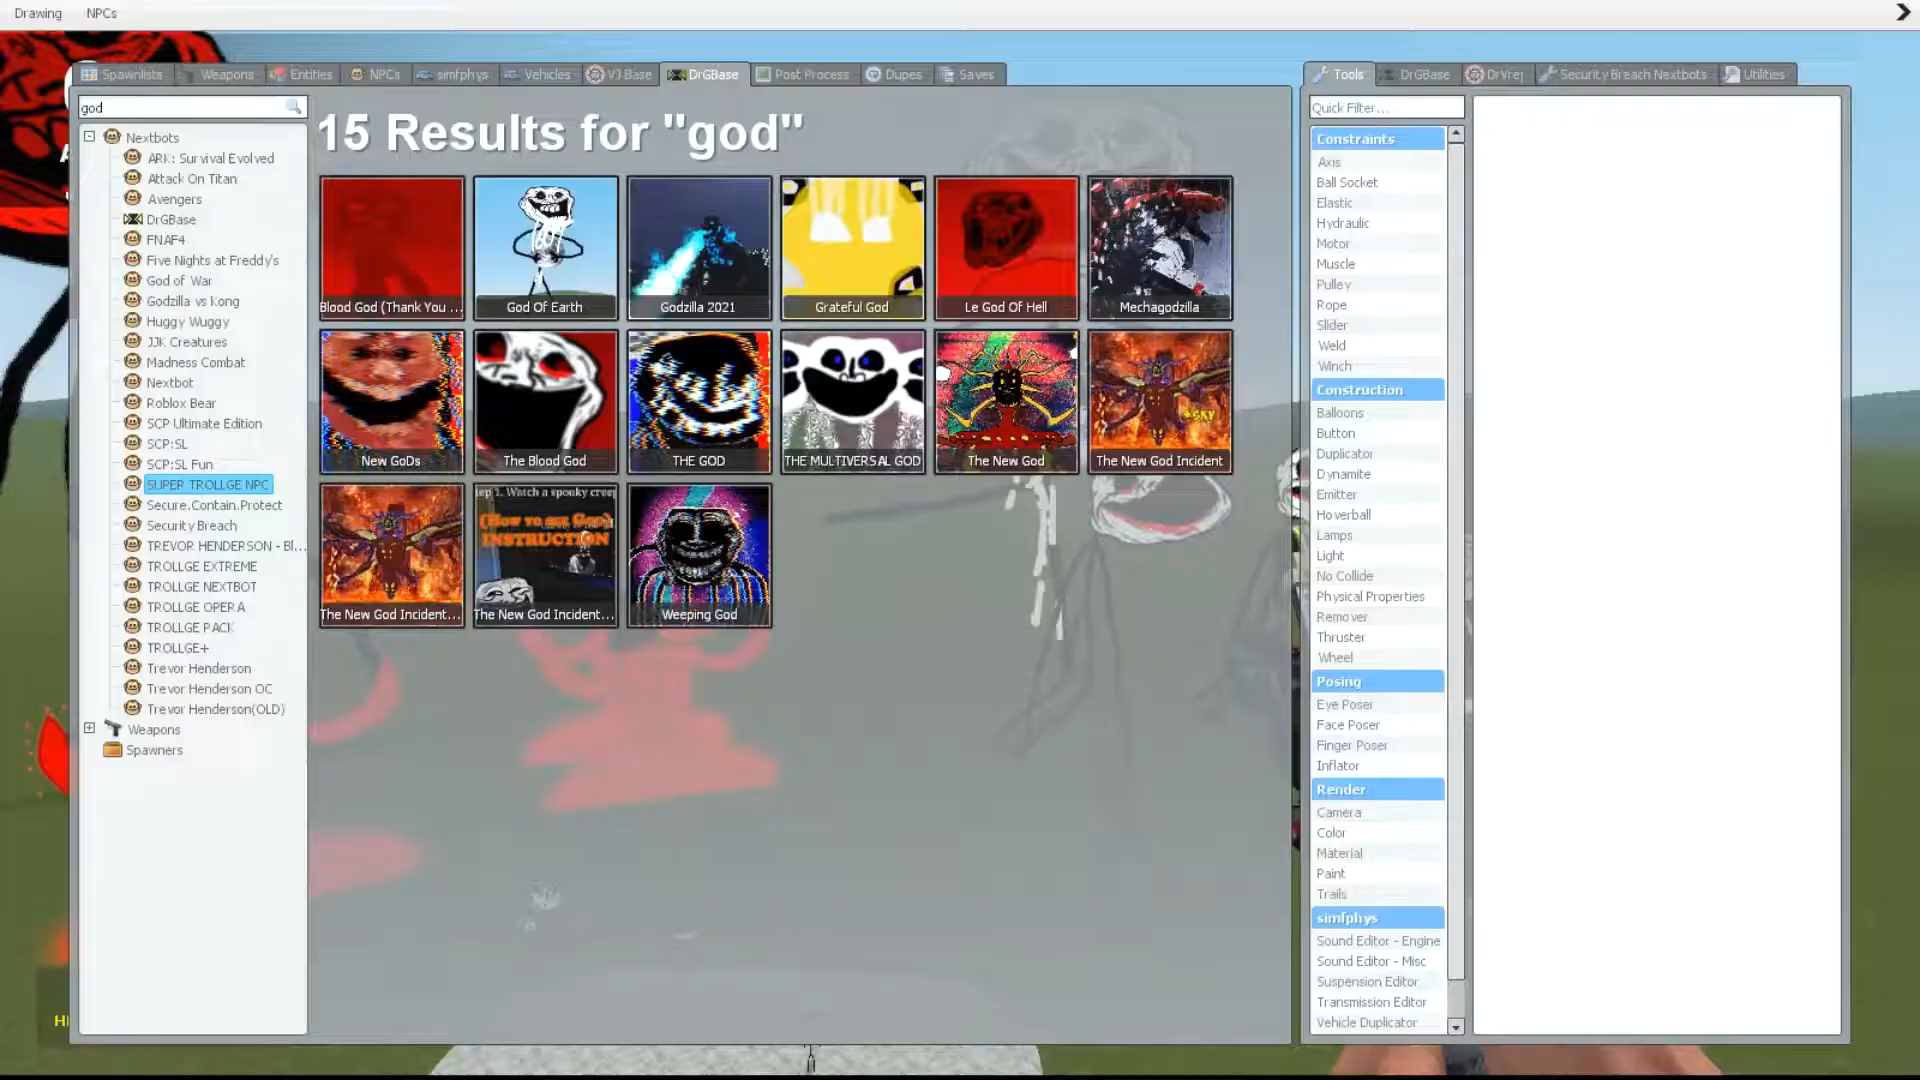 Drawing NPCs
Spawnlists Weapons Entities NPCs simfphys Vehicles VJ Base DrGBase Post Process Dupes Saves
god
Nextbots
ARK: Survival Evolved
Attack On Titan
Avengers
DrGBase
FNAF4
Five Nights at Freddy's
God of War
Godzilla vs Kong
Huggy Wuggy
JJK Creatures
Madness Combat
Nextbot
Roblox Bear
SCP Ultimate Edition
SCP:SL
SCP:SL Fun
SUPER TROLLGE NPC
Secure.Contain.Protect
Security Breach
TREVOR HENDERSON - Bl...
TROLLGE EXTREME
TROLLGE NEXTBOT
TROLLGE OPERA
TROLLGE PACK
TROLLGE+
Trevor Henderson
Trevor Henderson OC
Trevor Henderson(OLD)
Weapons
Spawners
15 Results for "god"
Blood God (Thank You ...
God Of Earth
Godzilla 2021
Grateful God
Le God Of Hell
Mechagodzilla
New GoDs
The Blood God
THE GOD
THE MULTIVERSAL GOD
The New God
SKY
The New God Incident
The New God Incident...
ep 1. Watch a spooky cree
INSTRUCTION
The New God Incident...
Weeping God
Tools DrGBase DrVrej Security Breach Nextbots Utilities
Quick Filter...
Constraints
Axis
Ball Socket
Elastic
Hydraulic
Motor
Muscle
Pulley
Rope
Slider
Weld
Winch
Construction
Balloons
Button
Duplicator
Dynamite
Emitter
Hoverball
Lamps
Light
No Collide
Physical Properties
Remover
Thruster
Wheel
Posing
Eye Poser
Face Poser
Finger Poser
Inflator
Render
Camera
Color
Material
Paint
Trails
simfphys
Sound Editor - Engine
Sound Editor - Misc
Suspension Editor
Transmission Editor
Vehicle Duplicator